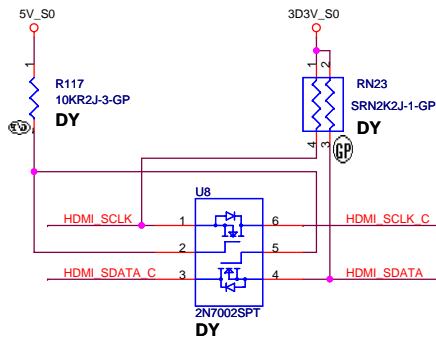 5V_S0
3D3V_S0
1
R117
10KR2J-3-GP
DY
1 2
RN23
SRN2K2J-1-GP
DY
4 3
GP
U8
HDMI_SCLK 1 6 HDMI_SCLK_C
2 5
HDMI_SDATA_C 3 4 HDMI_SDATA
2N7002SPT
DY